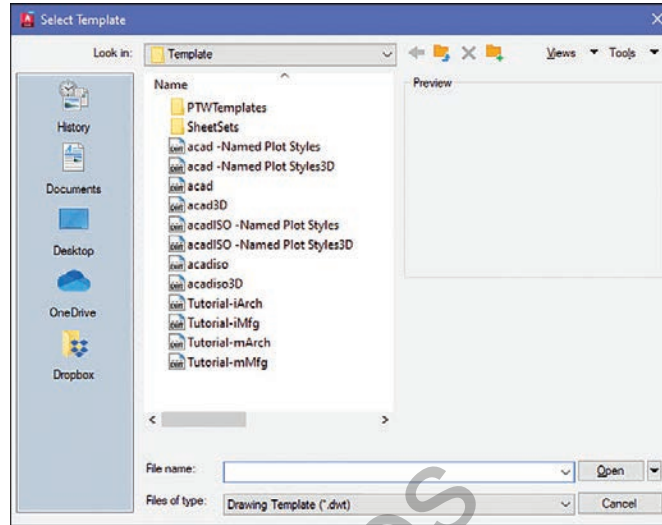 Select Template
Look in:
Template
Views
Tools
History
Documents
Desktop
OneDrive
Dropbox
Name
PTWTemplates
SheetSets
acad -Named Plot Styles
acad -Named Plot Styles3D
acad
acad3D
acadISO -Named Plot Styles
acadISO -Named Plot Styles3D
acadiso
acadiso3D
Tutorial-iArch
Tutorial-iMfg
Tutorial-mArch
Tutorial-mMfg
Preview
File name:
Open
Files of type:
Drawing Template (*.dwt)
Cancel